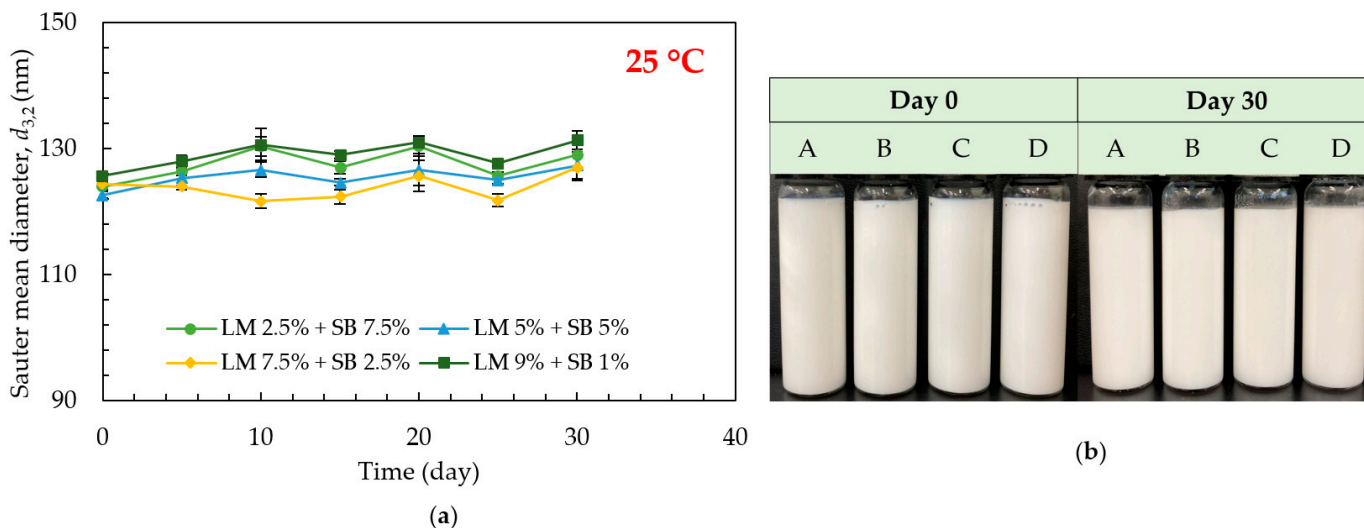 150
25 °C
130
110
90
Sauter mean diameter, d3,2 (nm)
LM 2.5% + SB 7.5%
LM 5% + SB 5%
LM 7.5% + SB 2.5%
LM 9% + SB 1%
0
10
20
30
40
Time (day)
(a)
Day 0
Day 30
A B C D A B C D
(b)